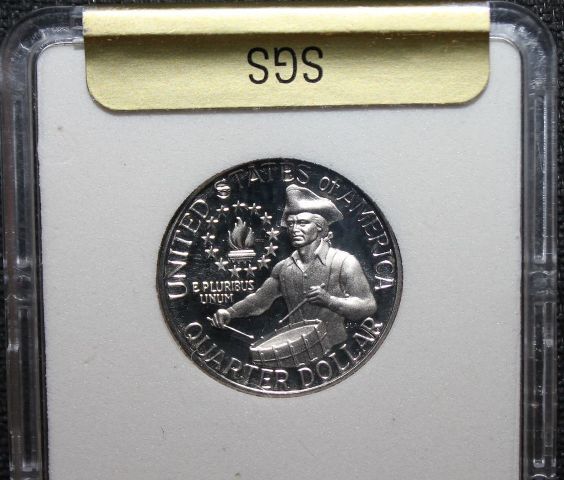 SGS
UNITED STATES of AMERICA
E PLURIBUS
UNUM
QUARTER DOLLAR